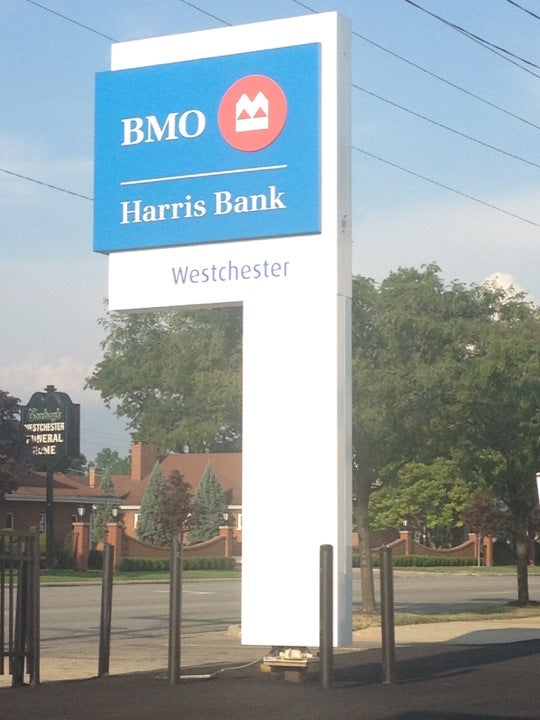 BMO
Harris Bank
Westchester
WESTCHESTER
FUNERAL
HOME